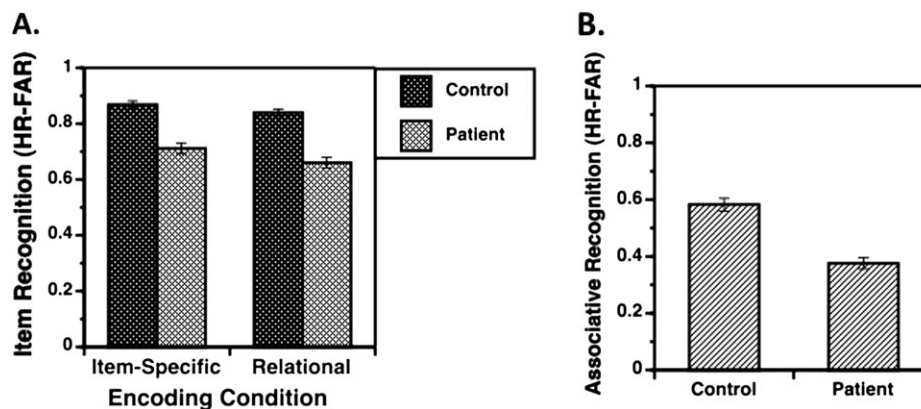 A.
Item Recognition (HR-FAR)
1
0.8
0.6
0.4
0.2
0
Item-Specific
Relational
Encoding Condition
Control
Patient
B.
Associative Recognition (HR-FAR)
1
0.8
0.6
0.4
0.2
0
Control
Patient